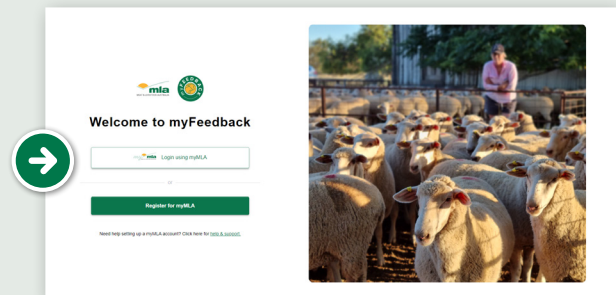 mla
FEEDBACK
Welcome to myFeedback
mla Login using myMLA
or
Register for myMLA
Need help setting up a myMLA account? Click here for help & support.